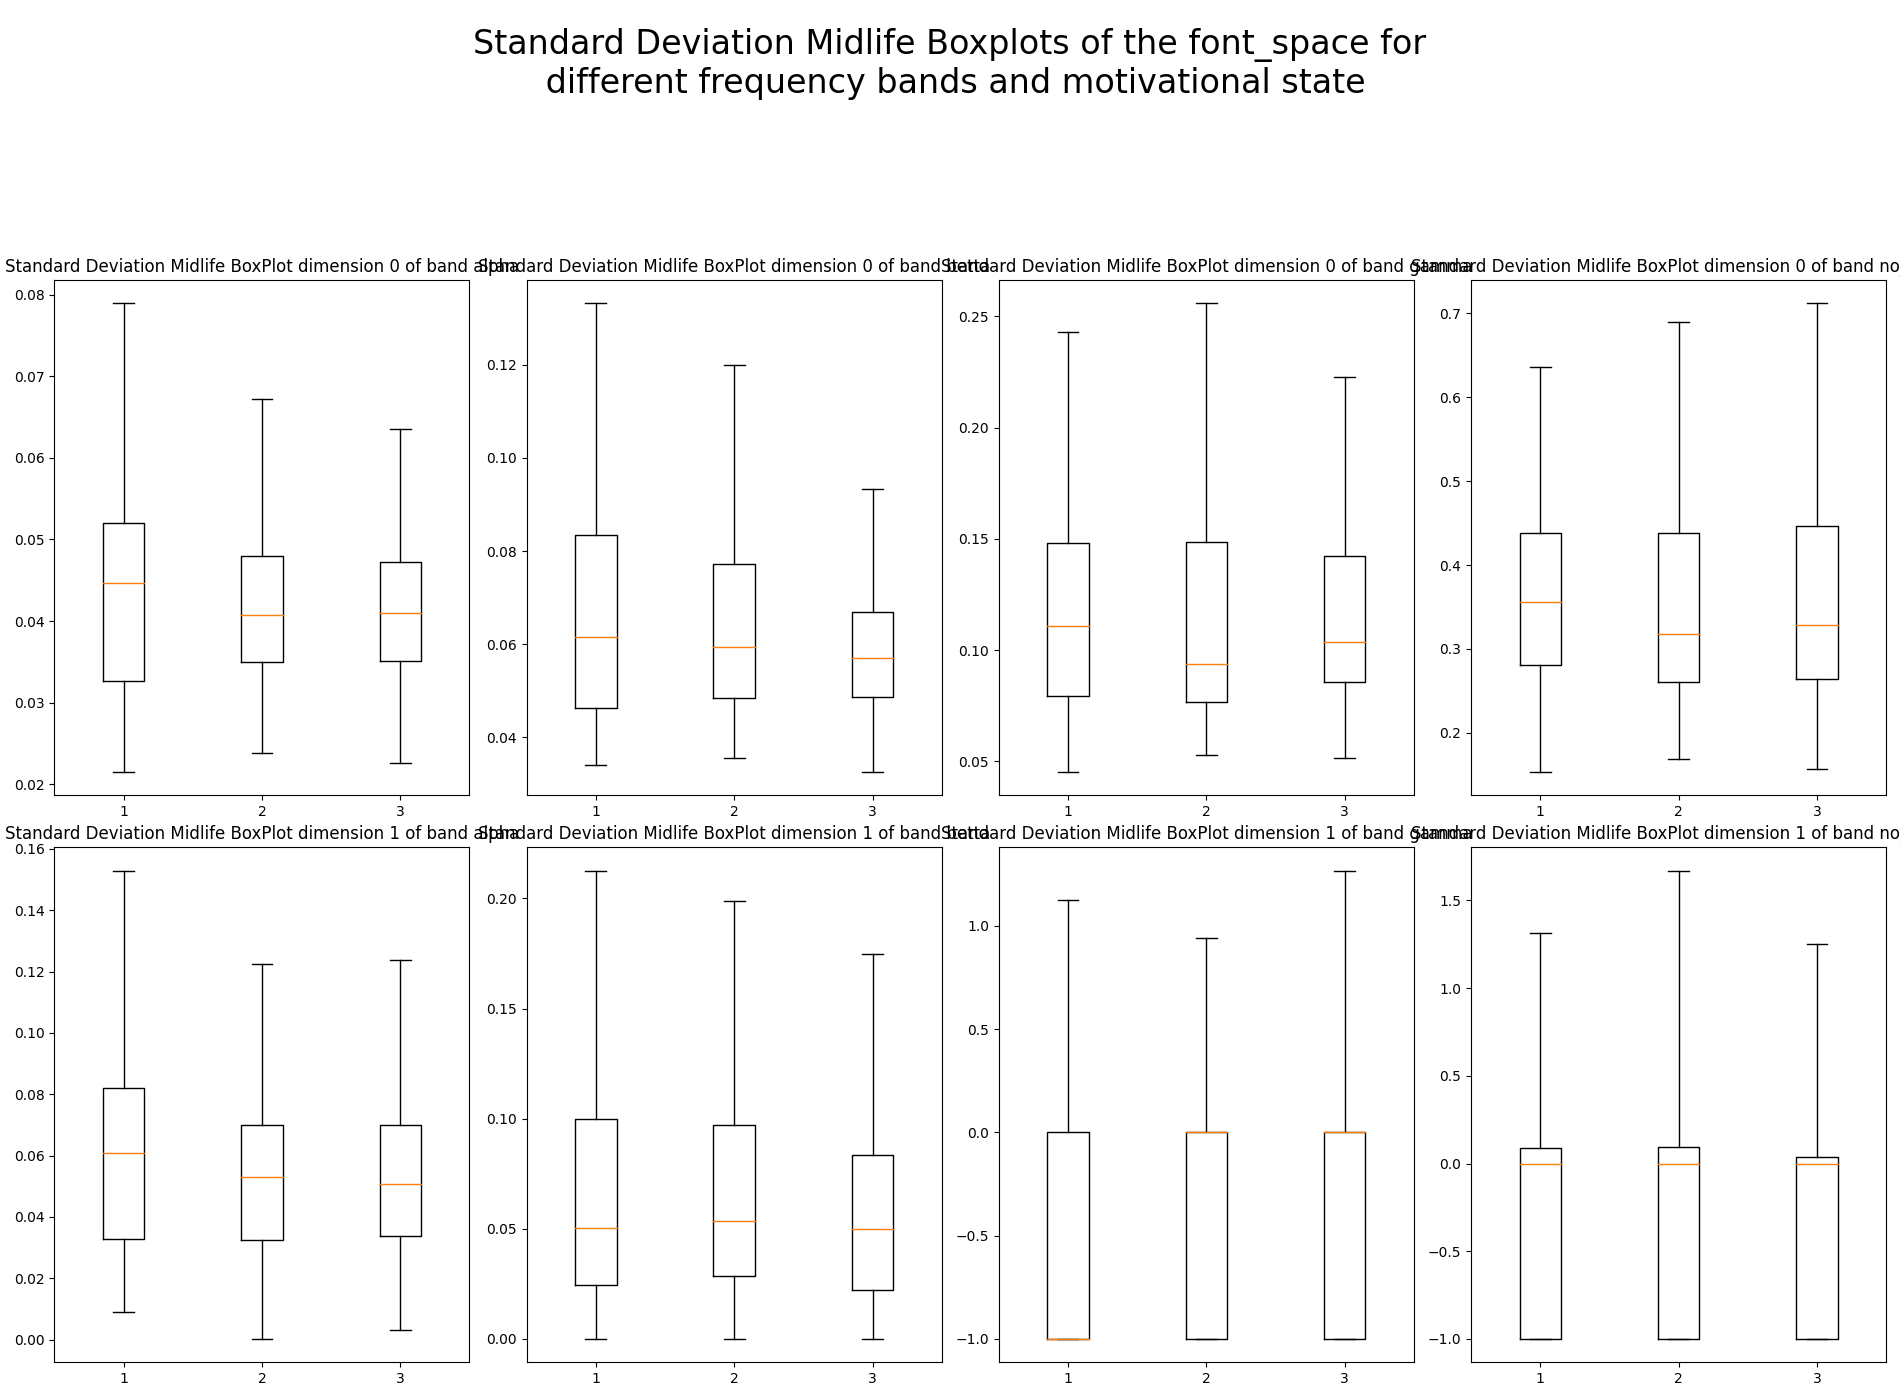 Standard Deviation Midlife Boxplots of the font_space for
different frequency bands and motivational state
Standard Deviation Midlife BoxPlot dimension 0 of band alpha
Standard Deviation Midlife BoxPlot dimension 0 of band beta
Standard Deviation Midlife BoxPlot dimension 0 of band gamma
Standard Deviation Midlife BoxPlot dimension 0 of band no
0.08
0.07
0.06
0.05
0.04
0.03
0.02
1 2 3
0.12
0.10
0.08
0.06
0.04
1 2 3
0.25
0.20
0.15
0.10
0.05
1 2 3
0.7
0.6
0.5
0.4
0.3
0.2
1 2 3
Standard Deviation Midlife BoxPlot dimension 1 of band alpha
Standard Deviation Midlife BoxPlot dimension 1 of band beta
Standard Deviation Midlife BoxPlot dimension 1 of band gamma
Standard Deviation Midlife BoxPlot dimension 1 of band no
0.16
0.14
0.12
0.10
0.08
0.06
0.04
0.02
0.00
1 2 3
0.20
0.15
0.10
0.05
0.00
1 2 3
1.0
0.5
0.0
−0.5
−1.0
1 2 3
1.5
1.0
0.5
0.0
−0.5
−1.0
1 2 3